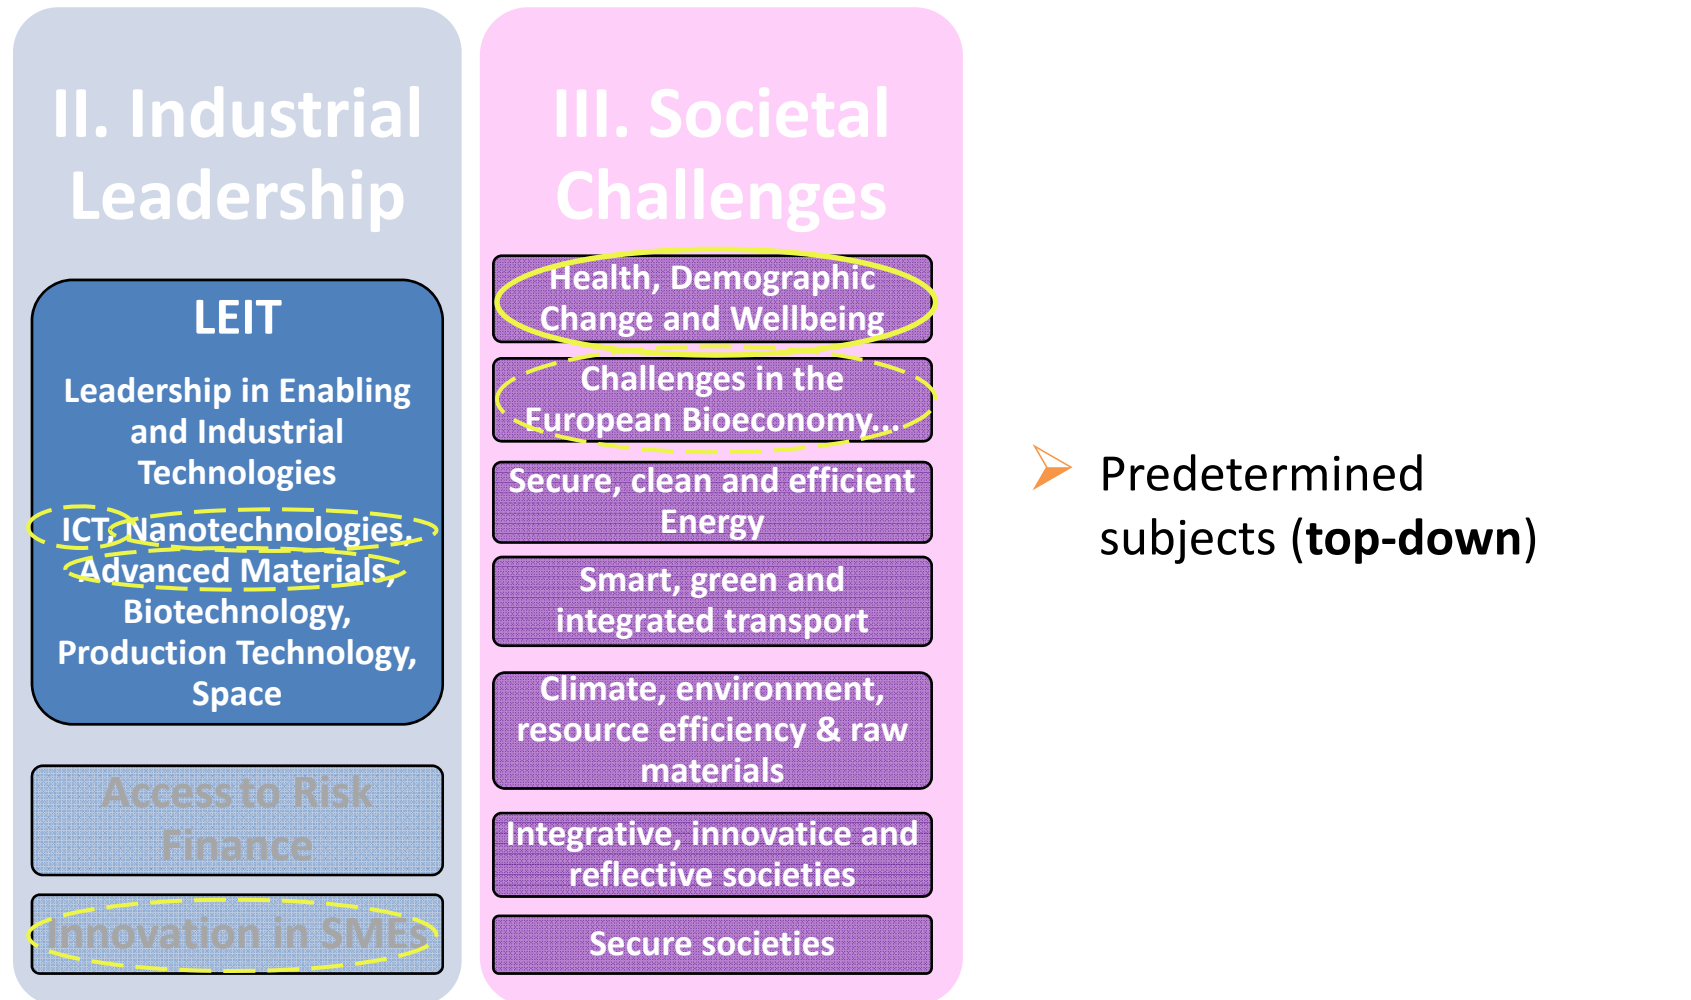 II. Industrial
Leadership
LEIT
Leadership in Enabling
and Industrial
Technologies
ICT, Nanotechnologies,
Advanced Materials,
Biotechnology,
Production Technology,
Space
Access to Risk
Finance
Innovation in SMEs
III. Societal
Challenges
Health, Demographic
Change and Wellbeing
Challenges in the
European Bioeconomy...
Secure, clean and efficient
Energy
Smart, green and
integrated transport
Climate, environment,
resource efficiency & raw
materials
Integrative, innovatice and
reflective societies
Secure societies
Predetermined
subjects (top-down)